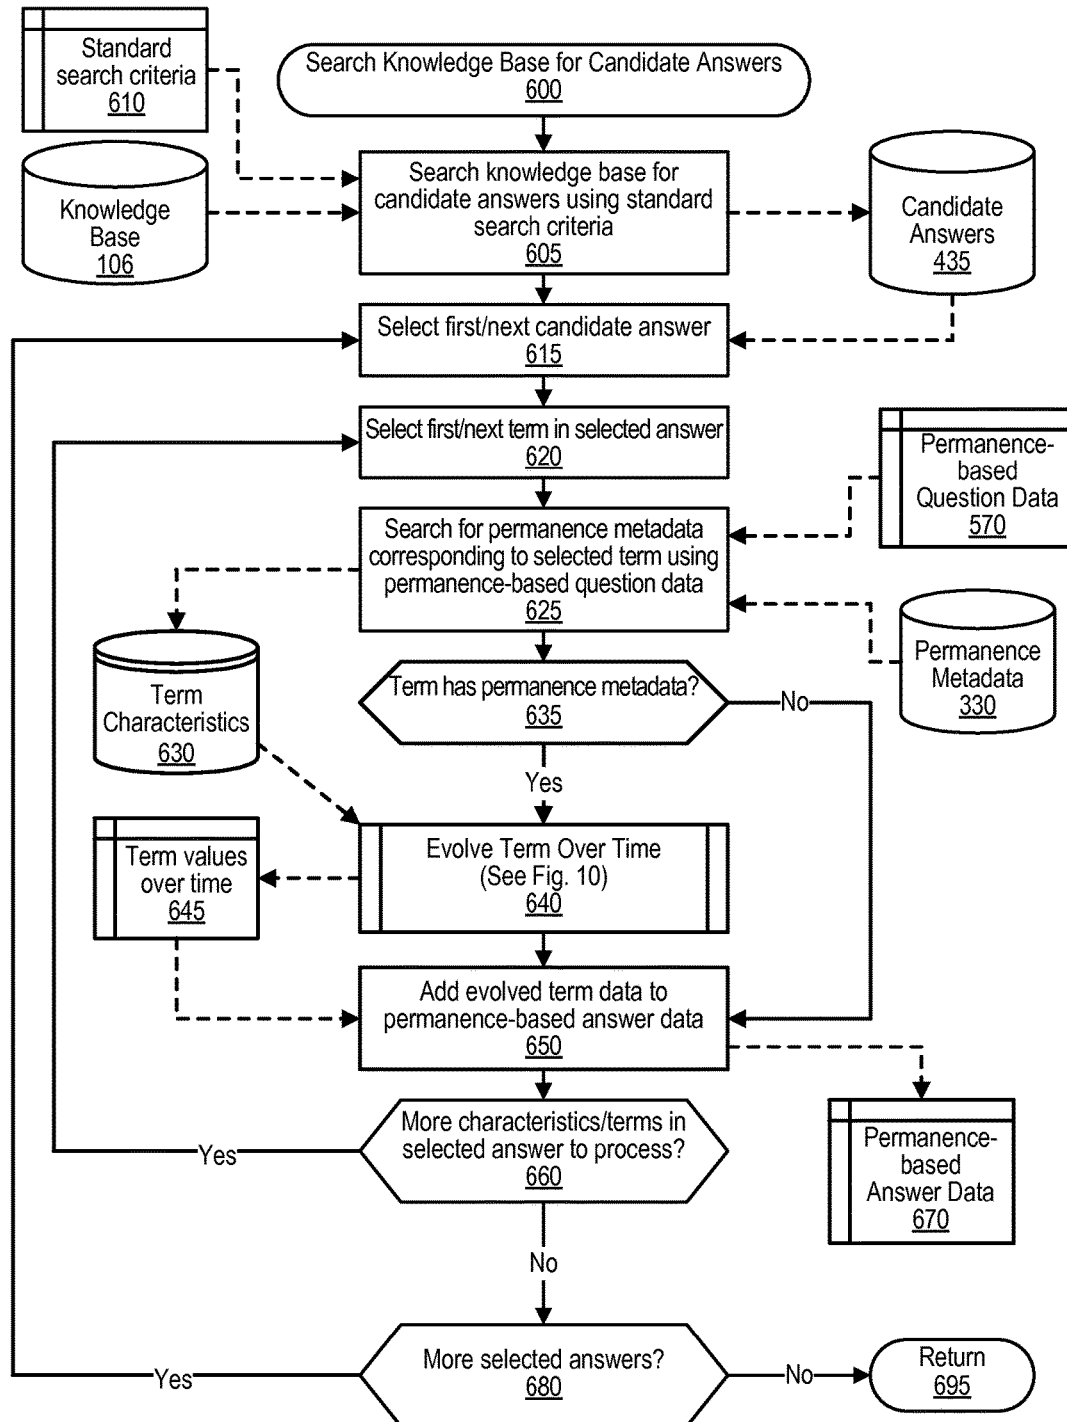 Standard
search criteria
610
Search Knowledge Base for Candidate Answers
600
Knowledge
Base
106
Search knowledge base for
candidate answers using standard
search criteria
605
Candidate
Answers
435
Select first/next candidate answer
615
Select first/next term in selected answer
620
Permanence-
based
Question Data
570
Search for permanence metadata
corresponding to selected term using
permanence-based question data
625
Permanence
Metadata
330
Term
Characteristics
630
Term has permanence metadata?
635
No
Yes
Term values
over time
645
Evolve Term Over Time
(See Fig. 10)
640
Add evolved term data to
permanence-based answer data
650
More characteristics/terms in
selected answer to process?
660
Yes
Permanence-
based
Answer Data
670
No
More selected answers?
680
Yes
No
Return
695